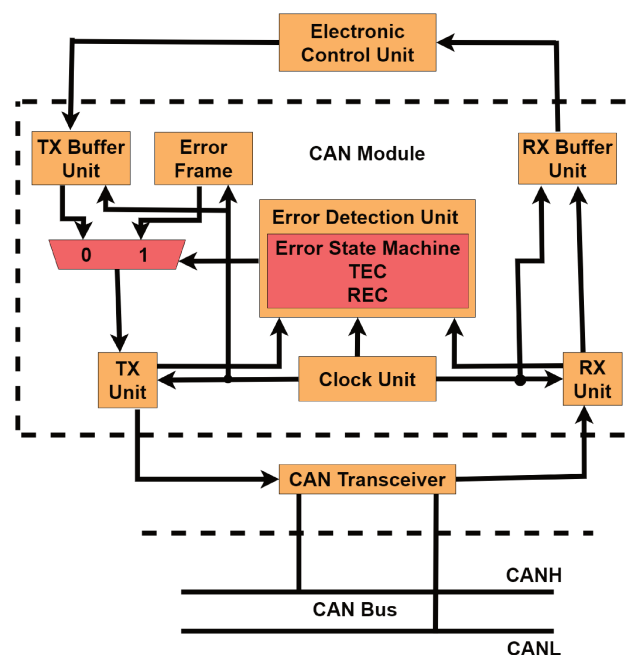 Electronic
Control Unit
TX Buffer
Unit
Error
Frame
CAN Module
RX Buffer
Unit
Error Detection Unit
Error State Machine
TEC
REC
0 1
TX
Unit
Clock Unit
RX
Unit
CAN Transceiver
CANH
CAN Bus
CANL